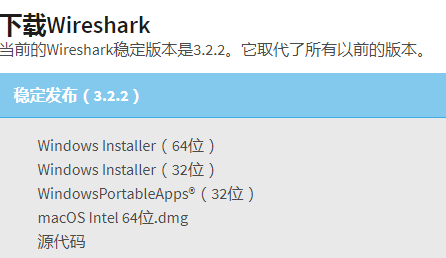 下载Wireshark
当前的Wireshark稳定版本是3.2.2。它取代了所有以前的版本。
稳定发布（3.2.2）
Windows Installer（64位）
Windows Installer（32位）
WindowsPortableApps®（32位）
macOS Intel 64位.dmg
源代码